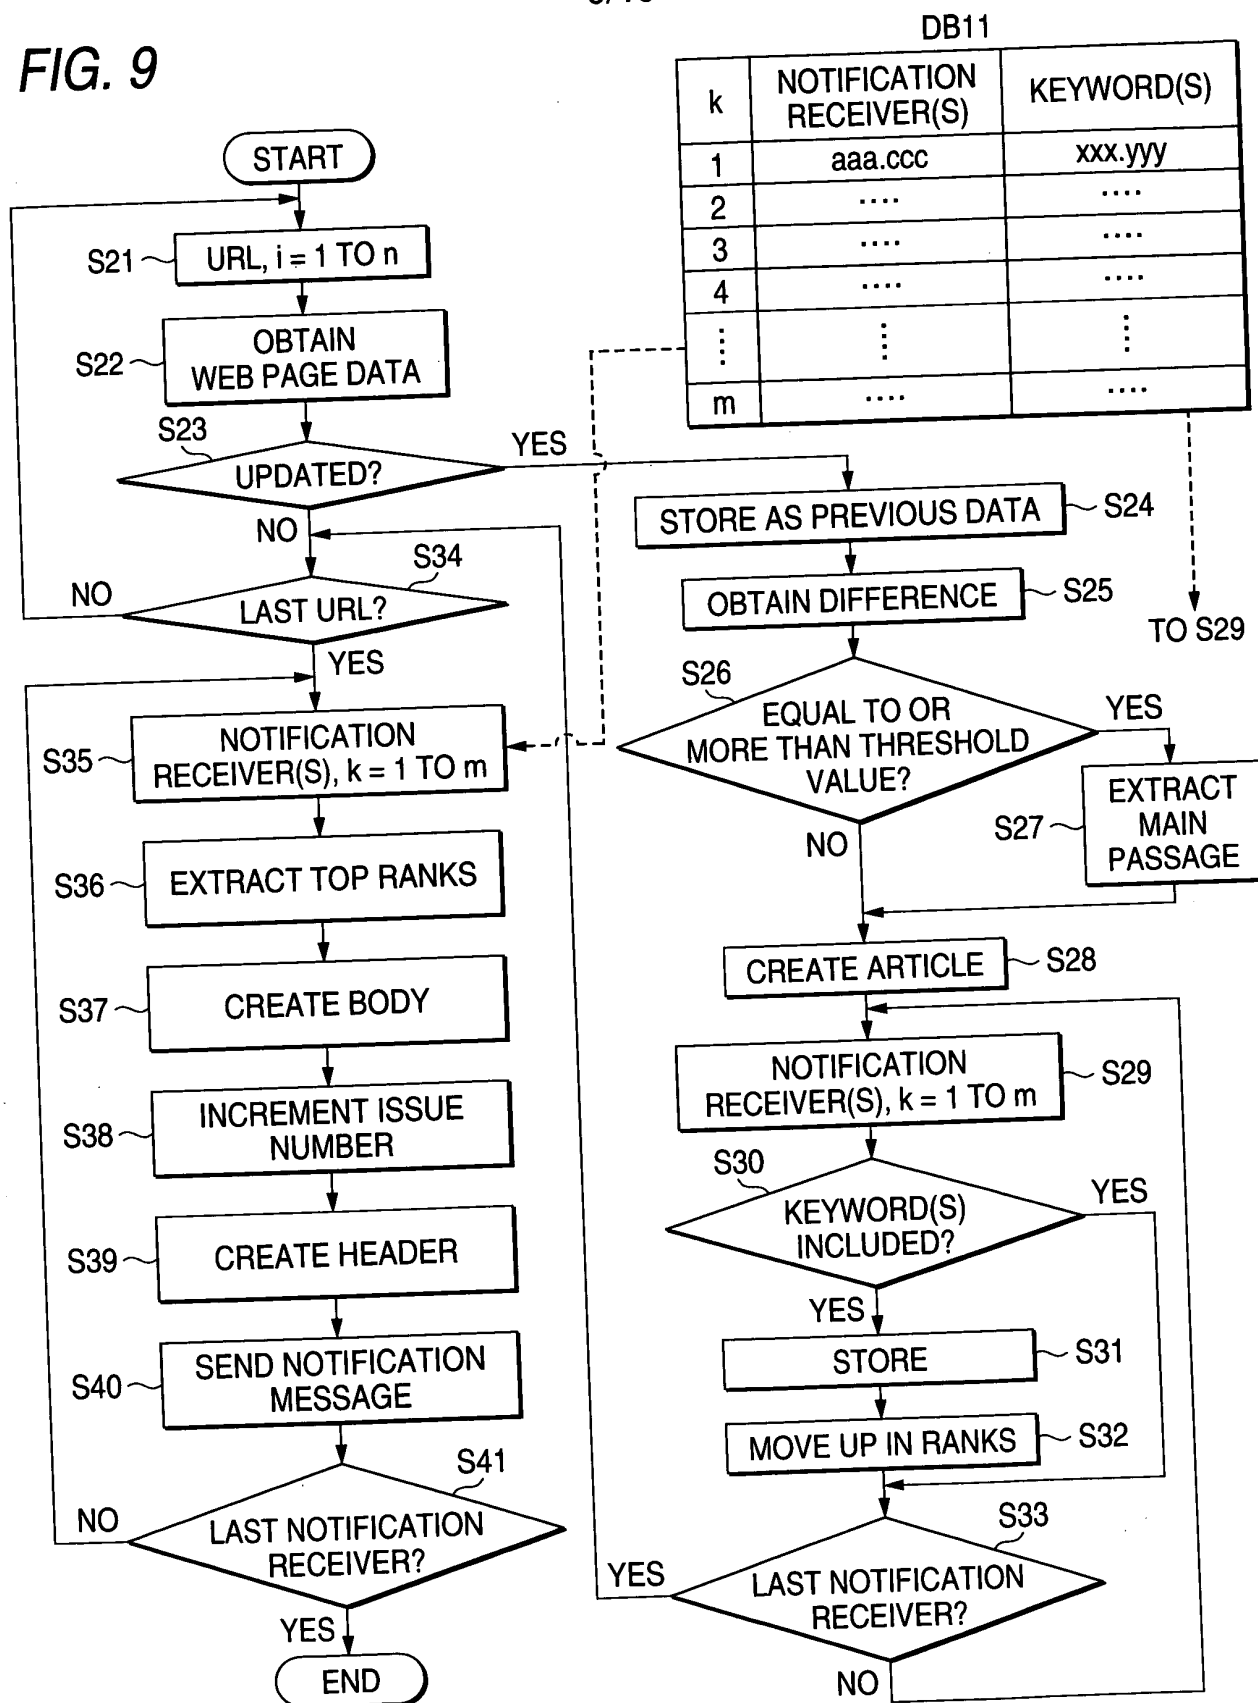 FIG. 9
DB11
k
NOTIFICATION
RECEIVER(S)
KEYWORD(S)
1
aaa.ccc
xxx.yyy
2
....
....
3
....
....
4
....
....
m
....
....
START
S21
URL, i = 1 TO n
S22
OBTAIN
WEB PAGE DATA
S23
UPDATED?
YES
NO
S34
LAST URL?
NO
YES
S35
NOTIFICATION
RECEIVER(S), k = 1 TO m
S36
EXTRACT TOP RANKS
S37
CREATE BODY
S38
INCREMENT ISSUE
NUMBER
S39
CREATE HEADER
S40
SEND NOTIFICATION
MESSAGE
S41
LAST NOTIFICATION
RECEIVER?
NO
YES
END
STORE AS PREVIOUS DATA
S24
OBTAIN DIFFERENCE
S25
TO S29
S26
EQUAL TO OR
MORE THAN THRESHOLD
VALUE?
YES
NO
S27
EXTRACT
MAIN
PASSAGE
CREATE ARTICLE
S28
NOTIFICATION
RECEIVER(S), k = 1 TO m
S29
S30
KEYWORD(S)
INCLUDED?
YES
YES
STORE
S31
MOVE UP IN RANKS
S32
S33
LAST NOTIFICATION
RECEIVER?
YES
NO